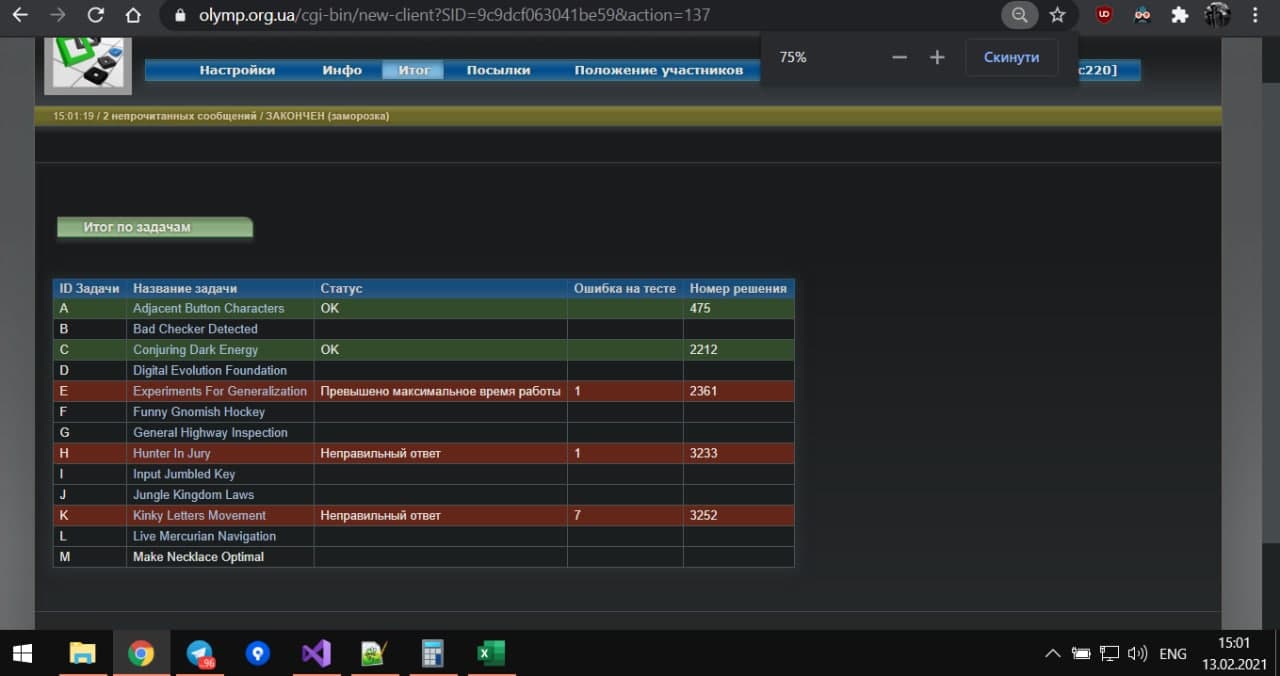 olymp.org.ua/cgi-bin/new-client?SID=9c9dcf063041be59&action=137
75% Скинути
Настройки Инфо Итог Посылки Положение участников c220]
15:01:19 / 2 непрочитанных сообщений / ЗАКОНЧЕН (заморозка)
Итог по задачам
ID Задачи Название задачи Статус Ошибка на тесте Номер решения
A Adjacent Button Characters OK 475
B Bad Checker Detected
C Conjuring Dark Energy OK 2212
D Digital Evolution Foundation
E Experiments For Generalization Превышено максимальное время работы 1 2361
F Funny Gnomish Hockey
G General Highway Inspection
H Hunter In Jury Неправильный ответ 1 3233
I Input Jumbled Key
J Jungle Kingdom Laws
K Kinky Letters Movement Неправильный ответ 7 3252
L Live Mercurian Navigation
M Make Necklace Optimal
96 ENG 15:01
13.02.2021